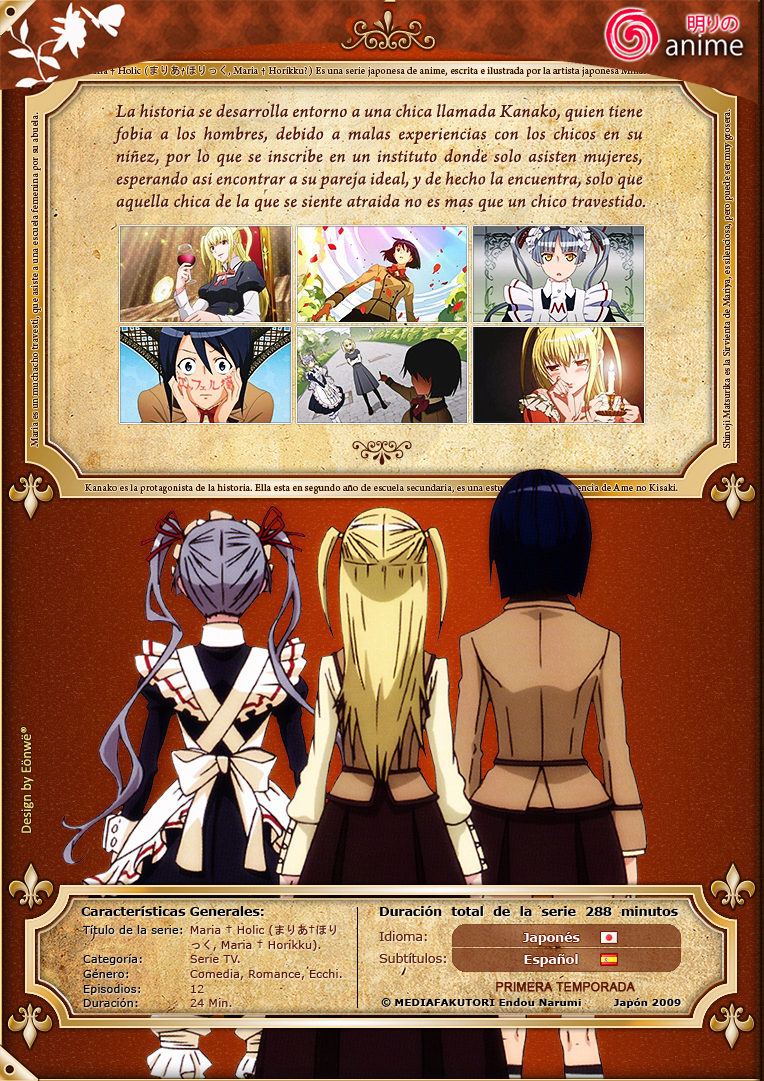 明りの
anime
† Holic (まりあ†ほりっく, Maria † Horikku?) Es una serie japonesa de anime, escrita e ilustrada por la artista japonesa
La historia se desarrolla entorno a una chica llamada Kanako, quien tiene
fobia a los hombres, debido a malas experiencias con los chicos en su
niñez, por lo que se inscribe en un instituto donde solo asisten mujeres,
esperando asi encontrar a su pareja ideal, y de hecho la encuentra, solo que
aquella chica de la que se siente atraida no es mas que un chico travestido.
Maria es un muchacho travesti, que asiste a una escuela femenina por su abuela.
Shinoji Matsurika es la Sirvienta de Mariya, es silenciosa, pero puede ser muy grosera.
M
Kanako es la protagonista de la historia. Ella esta en segundo año de escuela secundaria, es una de Ame no Kisaki.
Design by Eönwë®
Características Generales:
Título de la serie: Maria † Holic (まりあ†ほり
っく, Maria † Horikku).
Categoría: Serie TV.
Género: Comedia, Romance, Ecchi.
Episodios: 12
Duración: 24 Min.
Duración total de la serie 288 minutos
Idioma: Japonés
Subtítulos: Español
PRIMERA TEMPORADA
© MEDIAFAKUTORI Endou Narumi Japón 2009